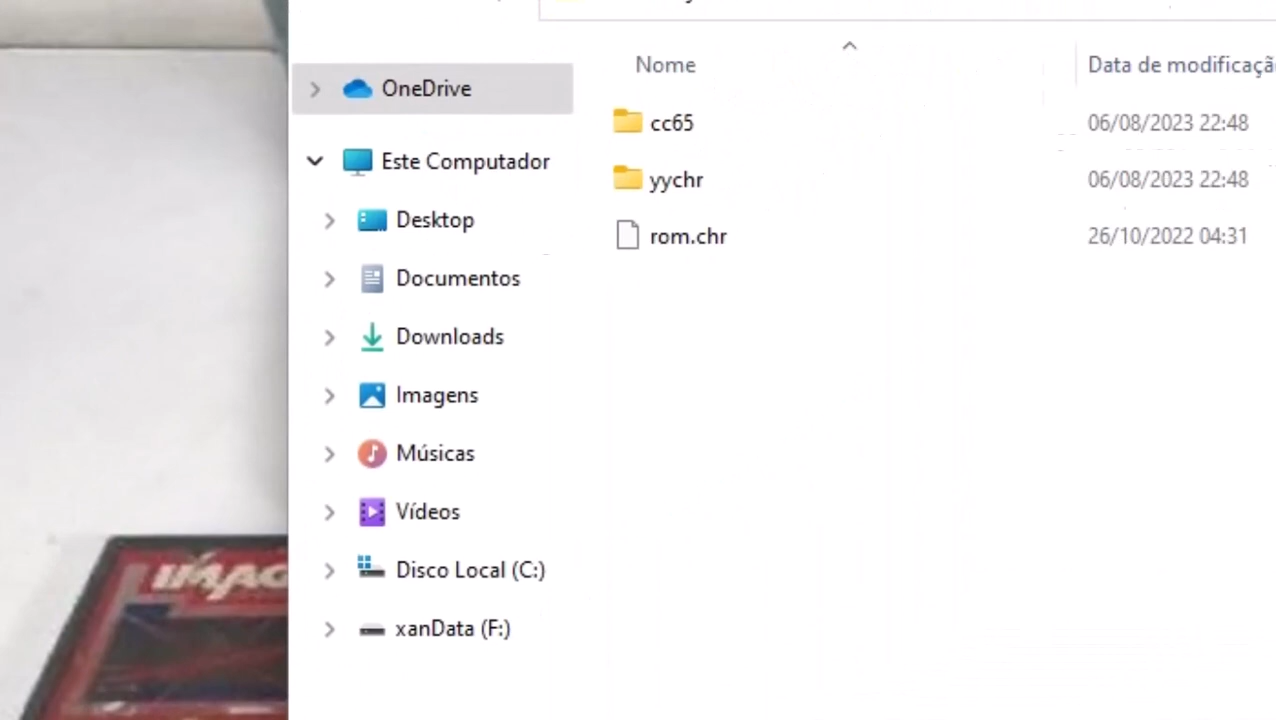 Nome
Data de modificaçã
OneDrive
cc65
06/08/2023 22:48
Este Computador
yychr
06/08/2023 22:48
Desktop
rom.chr
26/10/2022 04:31
Documentos
Downloads
Imagens
Músicas
Vídeos
Disco Local (C:)
xanData (F:)
IMAG